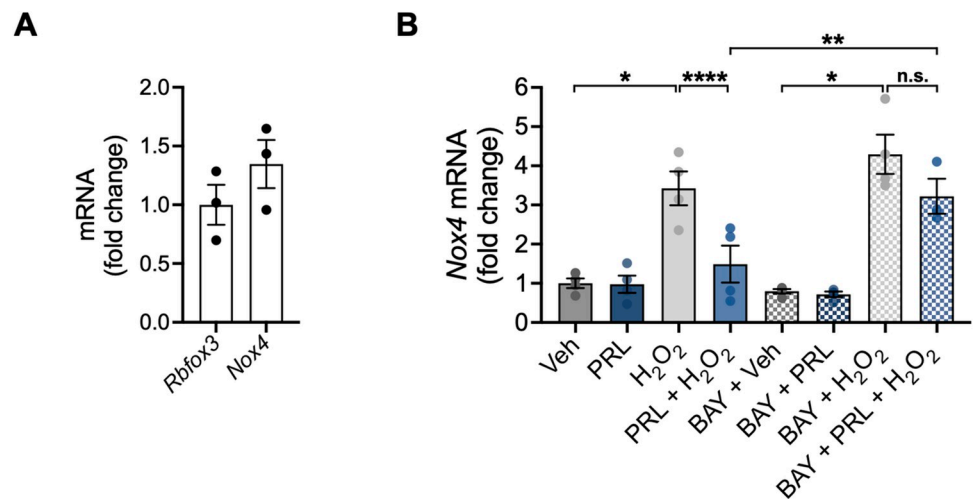 A
mRNA
(fold change)
2.0
1.5
1.0
0.5
0.0
Rbfox3
Nox4
B
Nox4 mRNA
(fold change)
6
5
4
3
2
1
0
**
*
****
*
n.s.
Veh
PRL
H₂O₂
PRL + H₂O₂
BAY + Veh
BAY + PRL
BAY + H₂O₂
BAY + PRL + H₂O₂